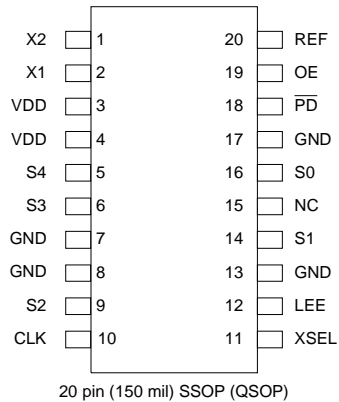 X2 1 20 REF
X1 2 19 OE
VDD 3 18 P̅D̅
VDD 4 17 GND
S4 5 16 S0
S3 6 15 NC
GND 7 14 S1
GND 8 13 GND
S2 9 12 LEE
CLK 10 11 XSEL
20 pin (150 mil) SSOP (QSOP)